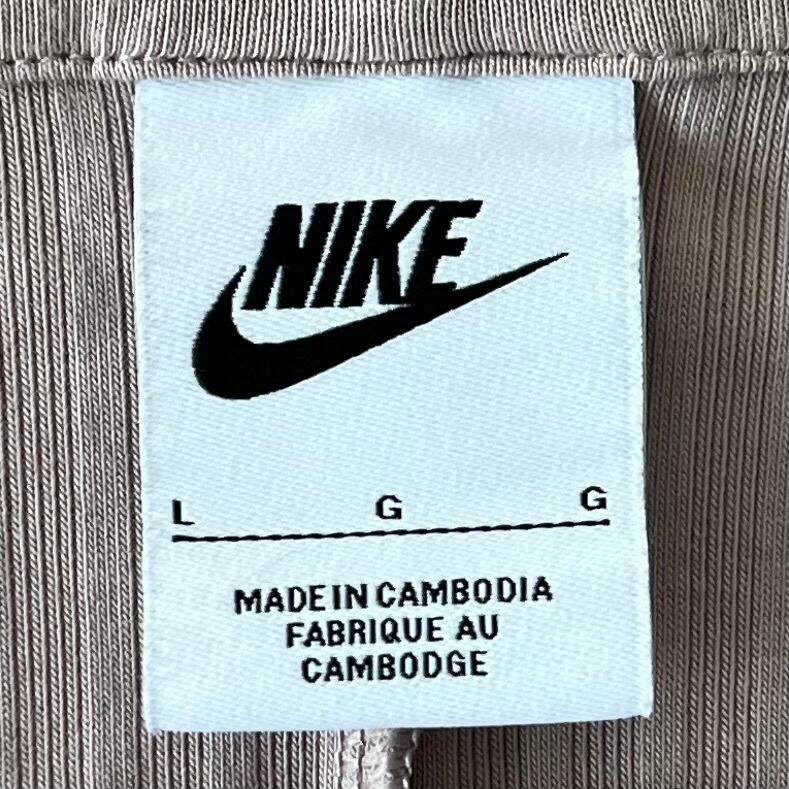 NIKE
L G G
MADE IN CAMBODIA
FABRIQUE AU
CAMBODGE